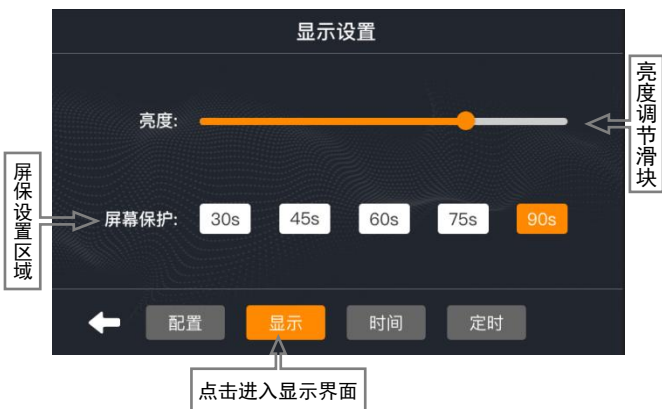 显示设置
亮度:
亮度调节滑块
屏保设置区域
屏幕保护:
30s
45s
60s
75s
90s
配置
显示
时间
定时
点击进入显示界面